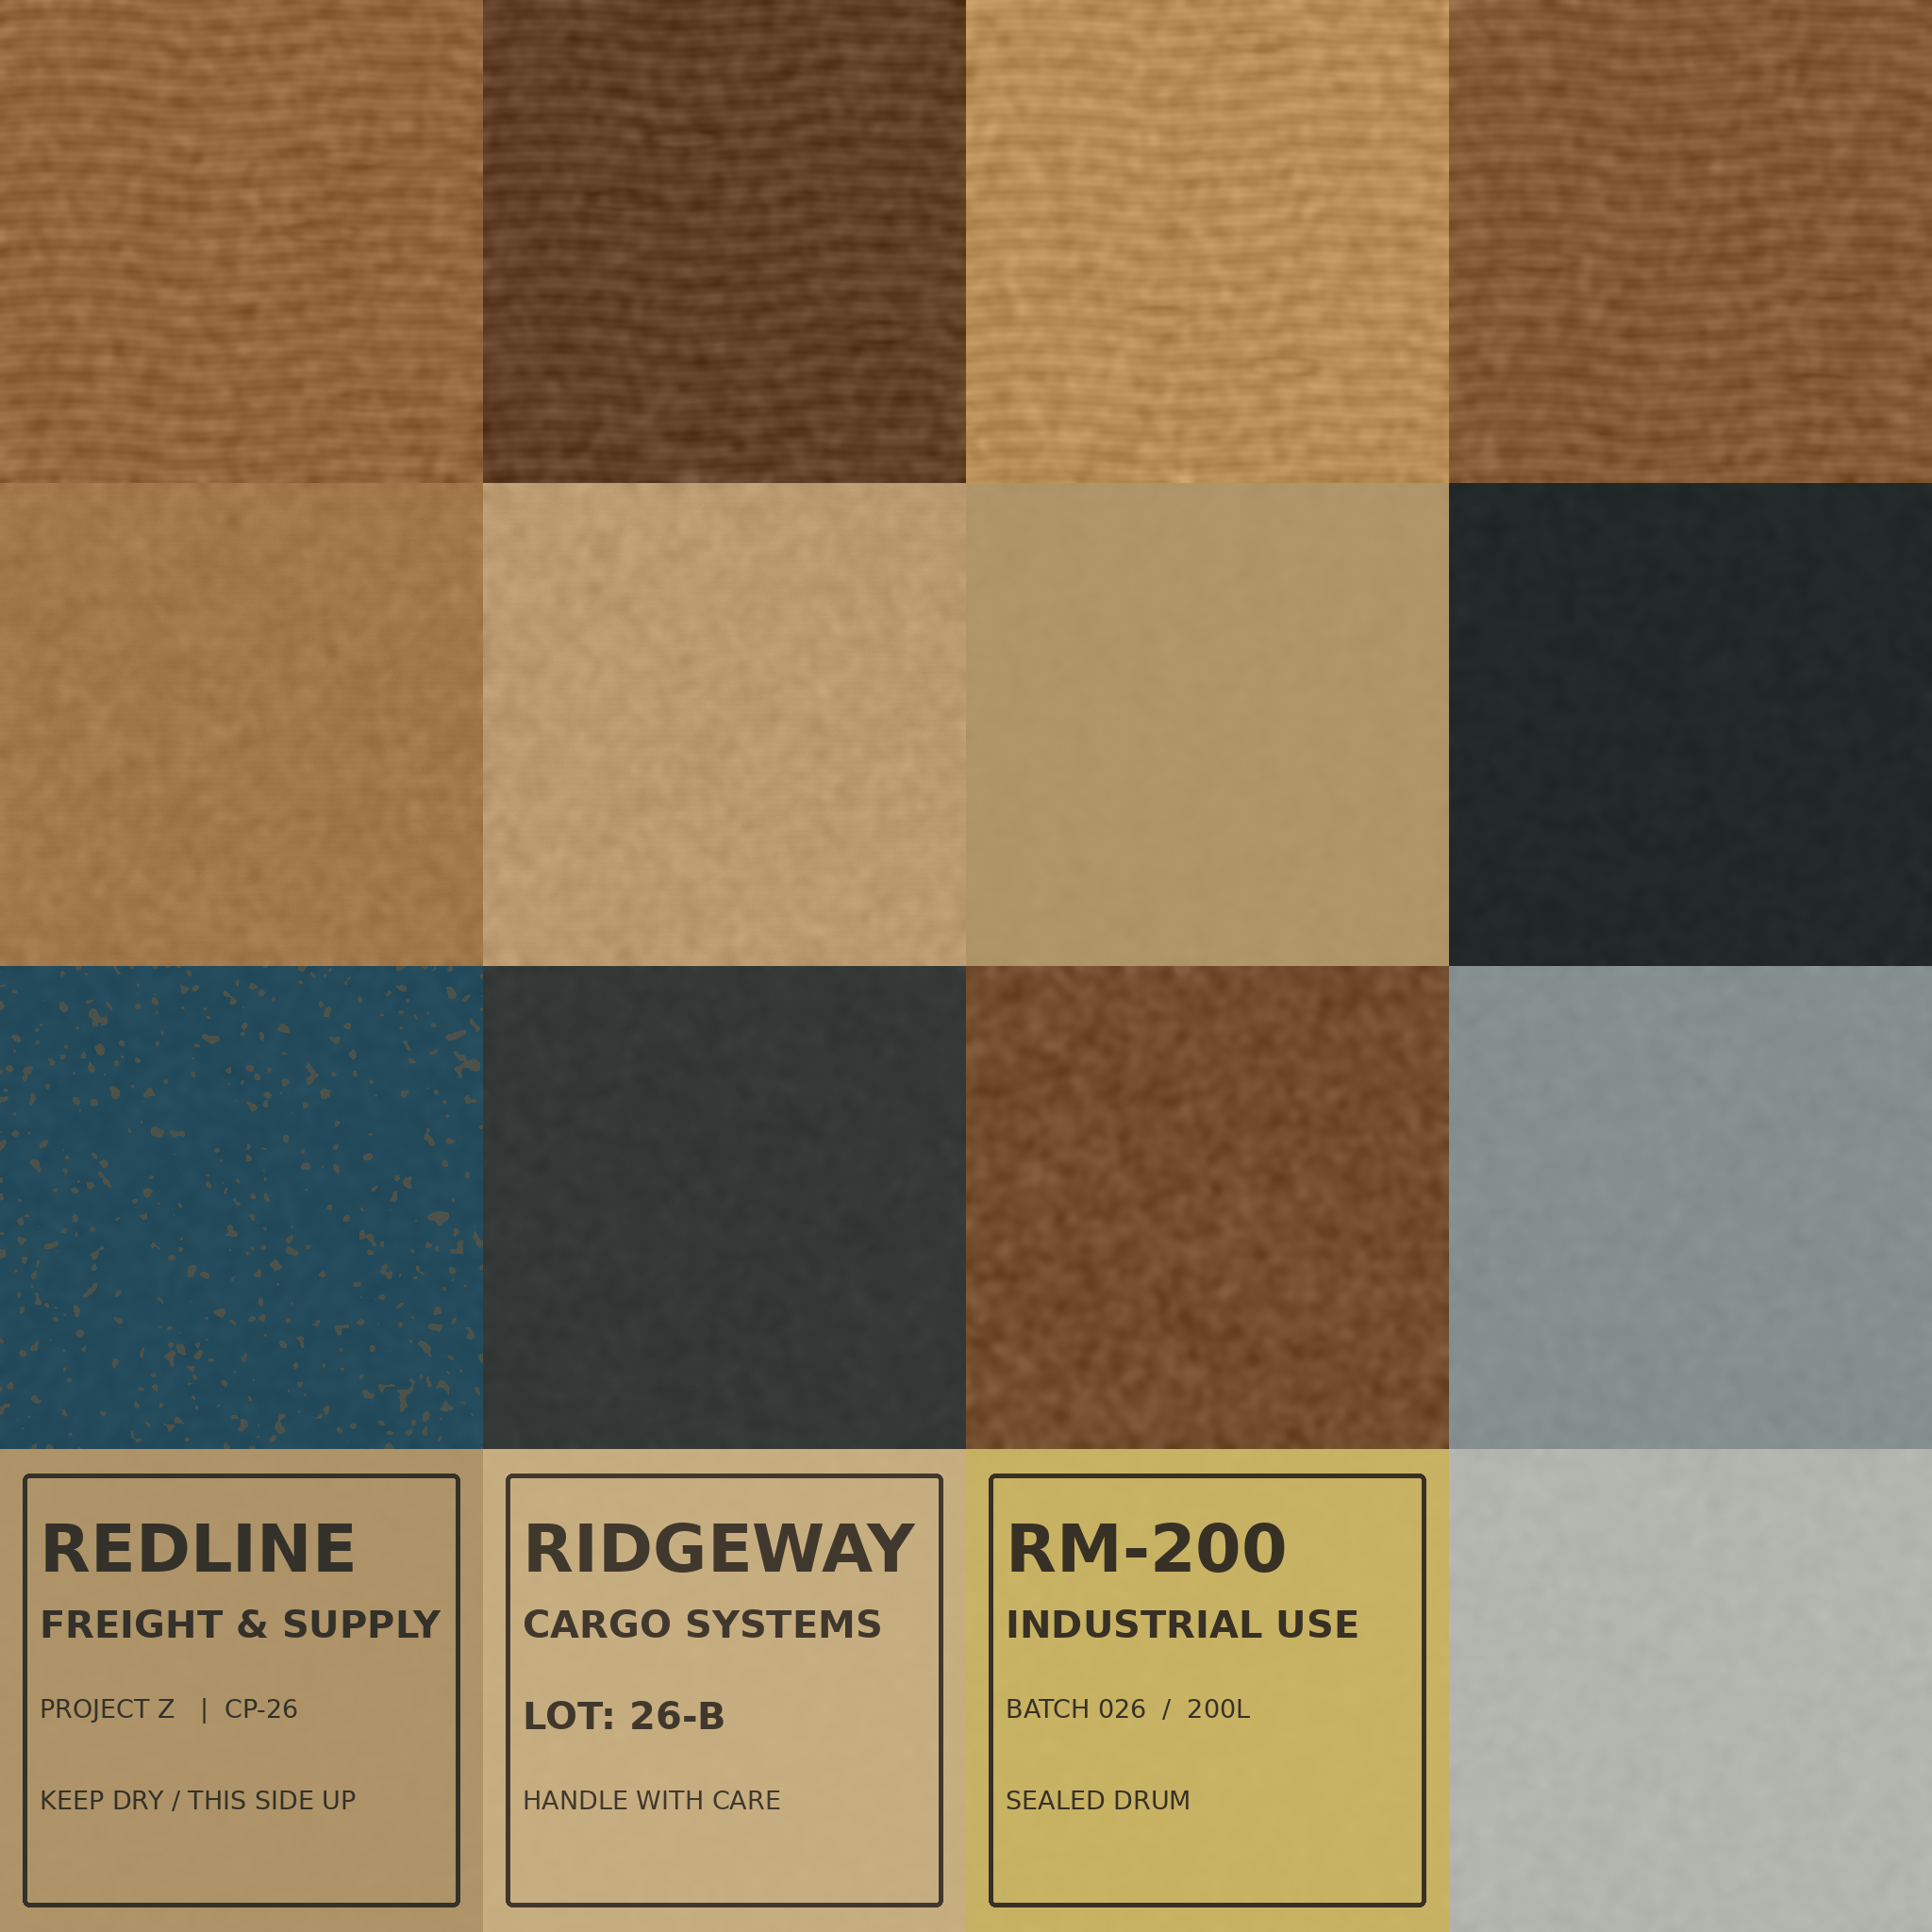 REDLINE
FREIGHT & SUPPLY
PROJECT Z | CP-26
KEEP DRY / THIS SIDE UP
RIDGEWAY
CARGO SYSTEMS
LOT: 26-B
HANDLE WITH CARE
RM-200
INDUSTRIAL USE
BATCH 026 / 200L
SEALED DRUM